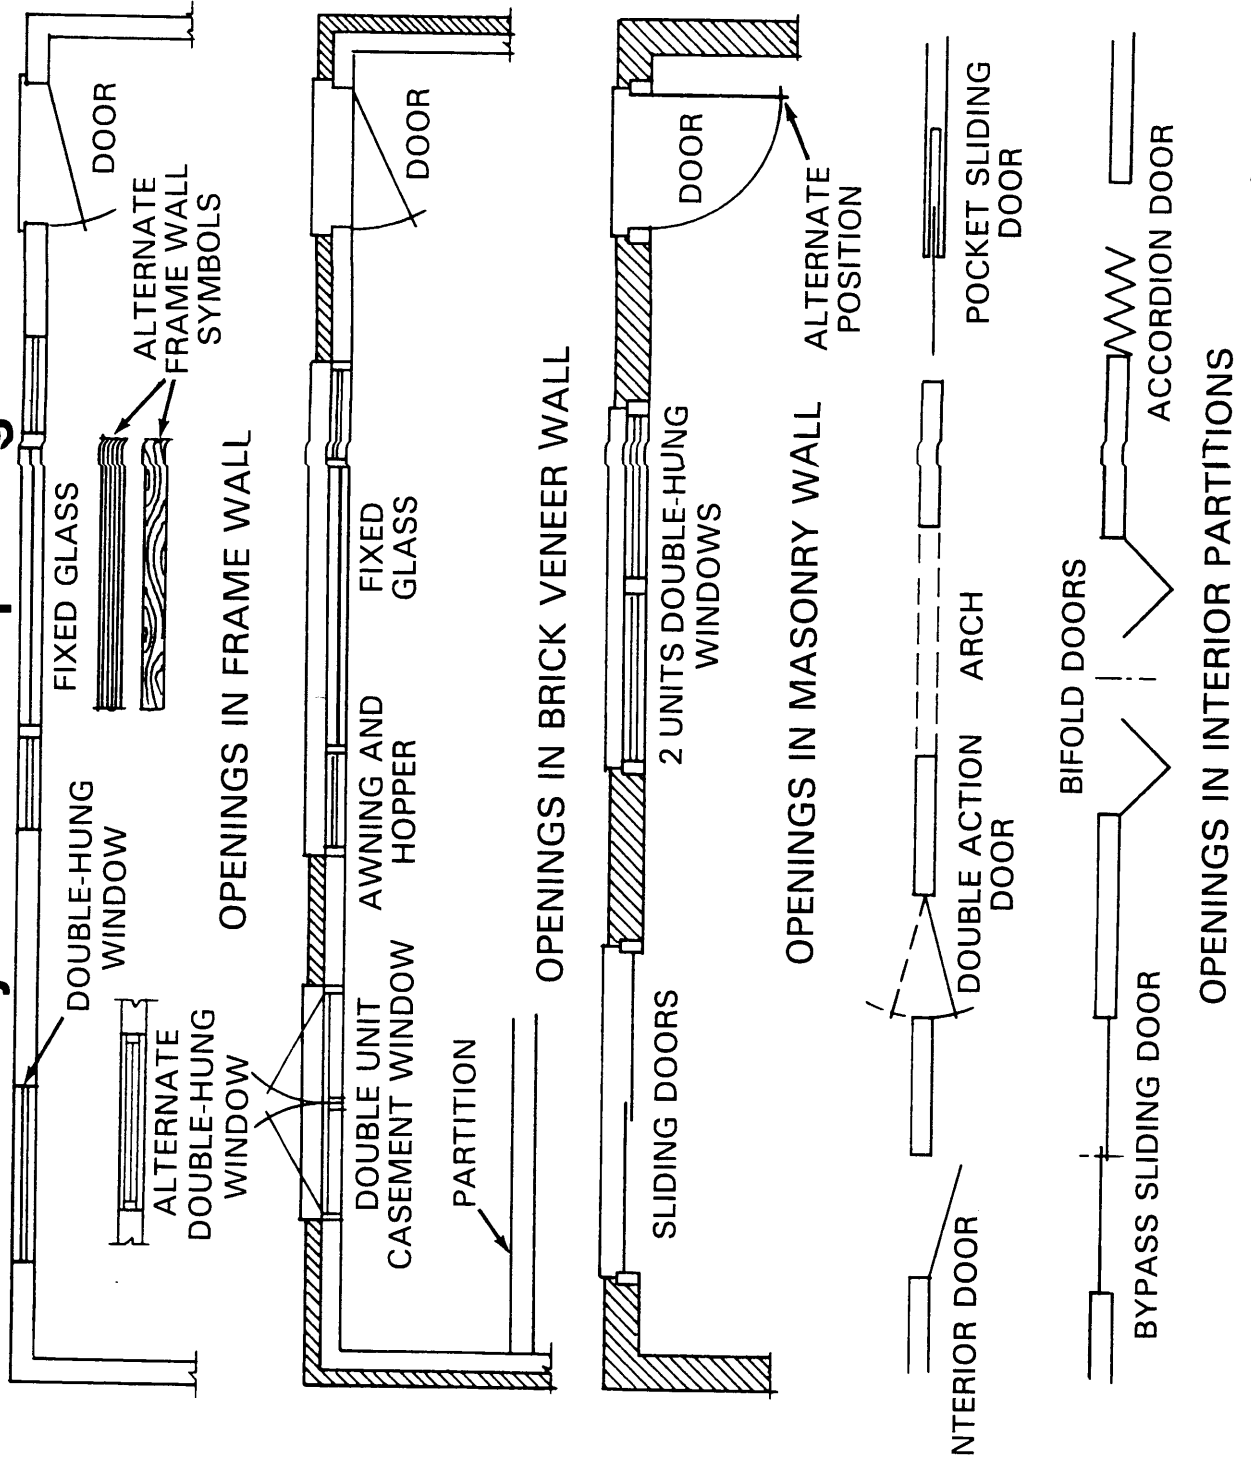 FIXED GLASS
DOUBLE-HUNG
WINDOW
DOOR
ALTERNATE
FRAME WALL
SYMBOLS
ALTERNATE
DOUBLE-HUNG
WINDOW
OPENINGS IN FRAME WALL
DOUBLE UNIT
CASEMENT WINDOW
AWNING AND
HOPPER
FIXED
GLASS
DOOR
PARTITION
OPENINGS IN BRICK VENEER WALL
SLIDING DOORS
2 UNITS DOUBLE-HUNG
WINDOWS
DOOR
ALTERNATE
POSITION
OPENINGS IN MASONRY WALL
NTERIOR DOOR
DOUBLE ACTION
DOOR
ARCH
POCKET SLIDING
DOOR
BYPASS SLIDING DOOR
BIFOLD DOORS
ACCORDION DOOR
OPENINGS IN INTERIOR PARTITIONS